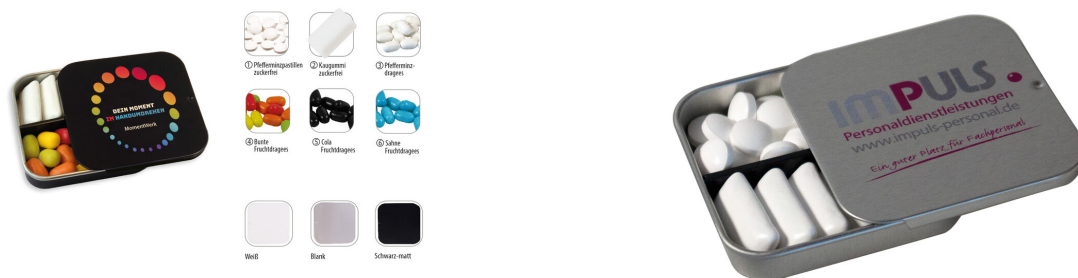 DEIN MOMENT
IM HANDUMDREHEN
MomentWerk
① Pfefferminzpastillen
zuckerfrei
② Kaugummi
zuckerfrei
③ Pfefferminz-
dragees
④ Bunte
Fruchtdragees
⑤ Cola
Fruchtdragees
⑥ Sahne
Fruchtdragees
Weiß
Blank
Schwarz-matt
imPULS
Personaldienstleistungen
www.impuls-personal.de
Ein guter Platz für Fachpersonal